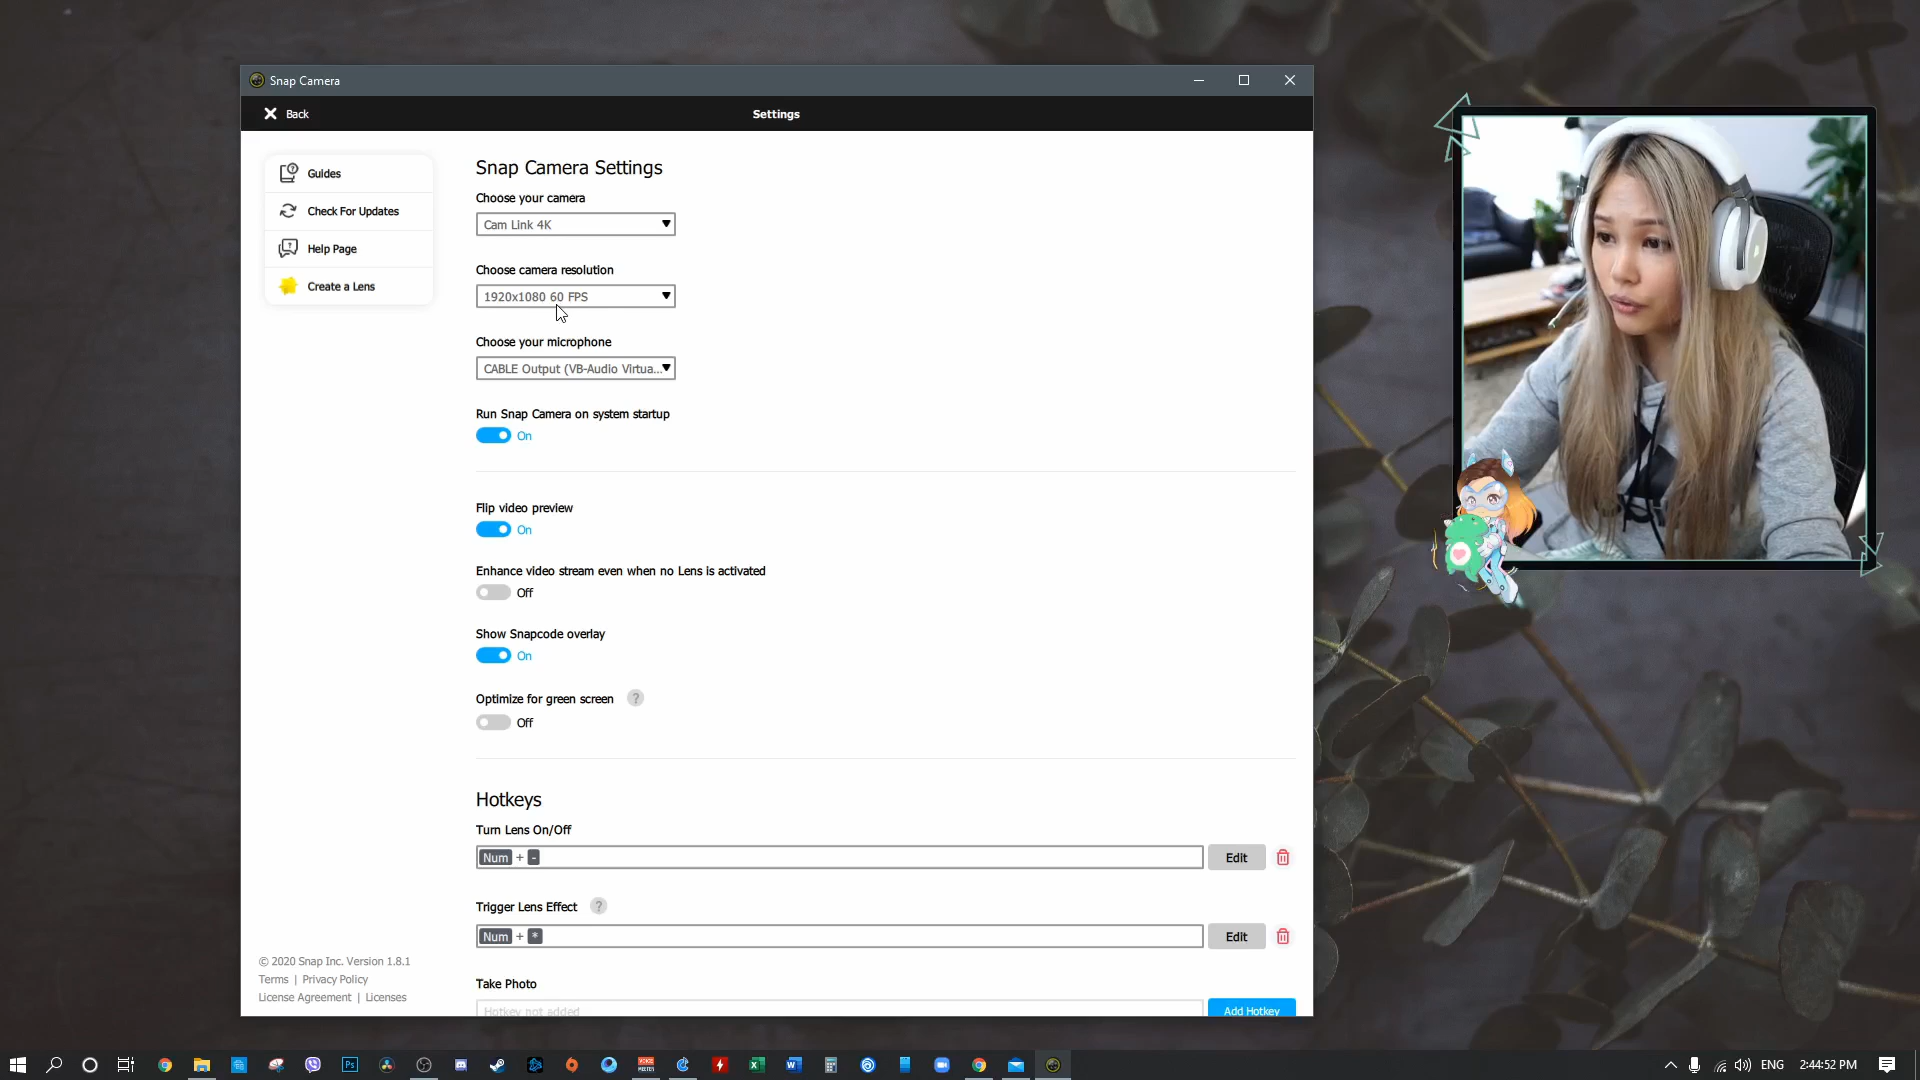 Snap Camera
Back
Settings
Guides
Check For Updates
Help Page
Create a Lens
Snap Camera Settings
Choose your camera
Cam Link 4K
Choose camera resolution
1920x1080 60 FPS
Choose your microphone
CABLE Output (VB-Audio Virtua...
Run Snap Camera on system startup
On
Flip video preview
On
Enhance video stream even when no Lens is activated
Off
Show Snapcode overlay
On
Optimize for green screen ?
Off
Hotkeys
Turn Lens On/Off
Num + -
Edit
Trigger Lens Effect ?
Num + *
Edit
Take Photo
Hotkey not added
Add Hotkey
© 2020 Snap Inc. Version 1.8.1
Terms | Privacy Policy
License Agreement | Licenses
Ps
VOICE MEETER
ENG
2:44:52 PM